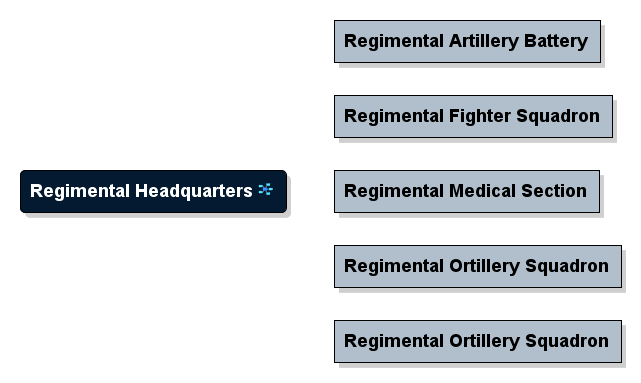 Regimental Headquarters
Regimental Artillery Battery
Regimental Fighter Squadron
Regimental Medical Section
Regimental Ortillery Squadron
Regimental Ortillery Squadron